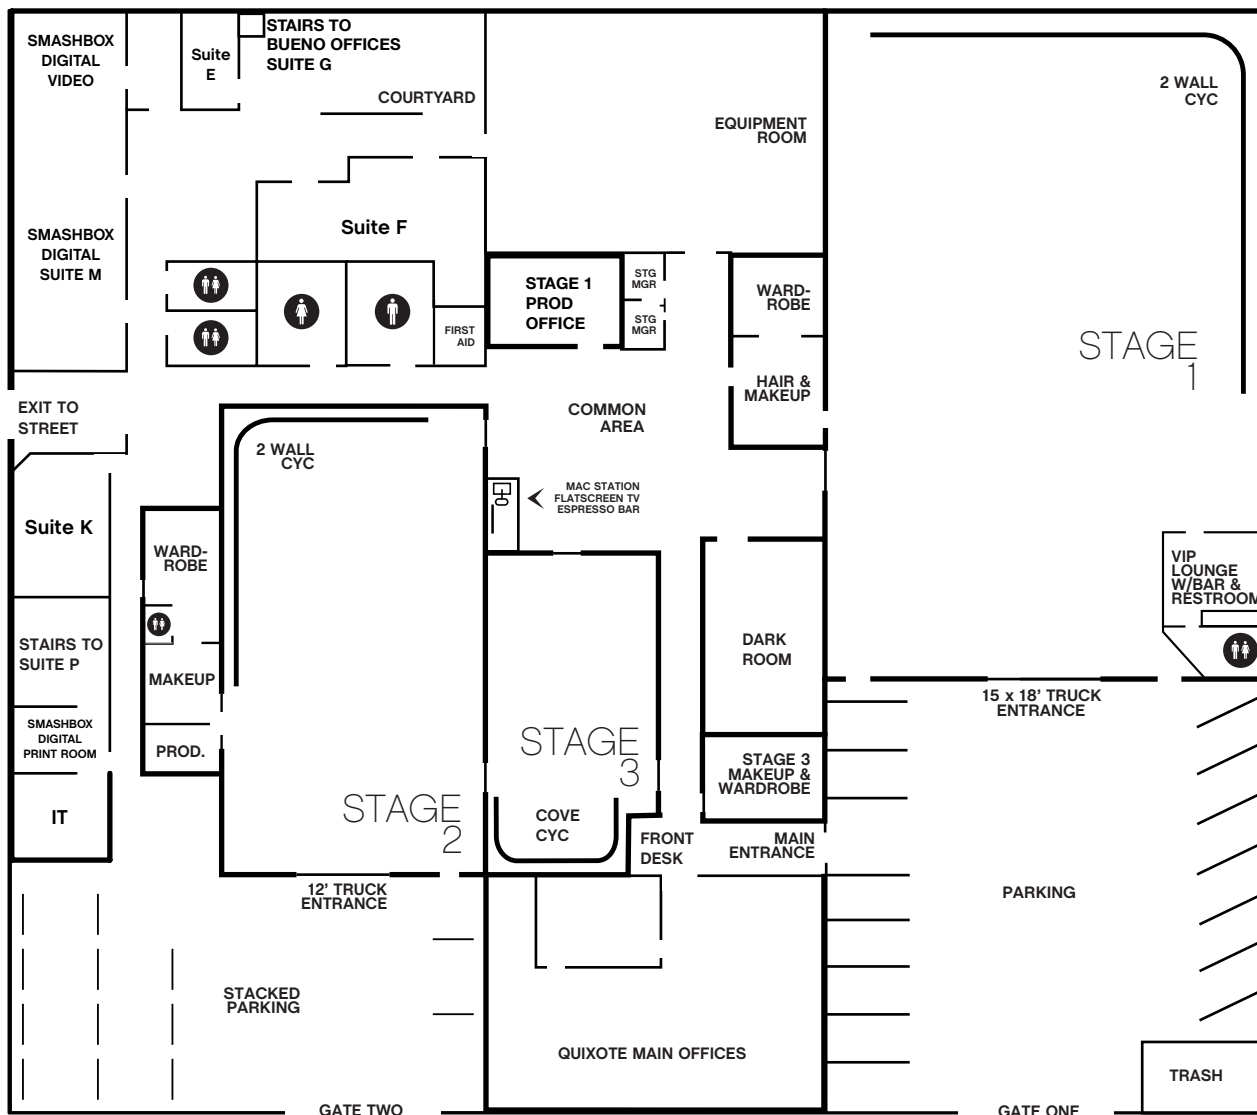 SMASHBOX
DIGITAL
VIDEO
Suite
E
STAIRS TO
BUENO OFFICES
SUITE G
COURTYARD
EQUIPMENT
ROOM
2 WALL
CYC
SMASHBOX
DIGITAL
SUITE M
Suite F
STAGE 1
PROD
OFFICE
STG
MGR
STG
MGR
FIRST
AID
WARD-
ROBE
HAIR &
MAKEUP
STAGE
1
EXIT TO
STREET
COMMON
AREA
2 WALL
CYC
MAC STATION
FLATSCREEN TV
ESPRESSO BAR
Suite K
WARD-
ROBE
VIP
LOUNGE
W/BAR &
RESTROOM
STAIRS TO
SUITE P
MAKEUP
DARK
ROOM
15 x 18' TRUCK
ENTRANCE
SMASHBOX
DIGITAL
PRINT ROOM
PROD.
STAGE
3
STAGE 3
MAKEUP &
WARDROBE
IT
STAGE
2
COVE
CYC
FRONT
DESK
MAIN
ENTRANCE
12' TRUCK
ENTRANCE
PARKING
STACKED
PARKING
QUIXOTE MAIN OFFICES
TRASH
GATE TWO
GATE ONE